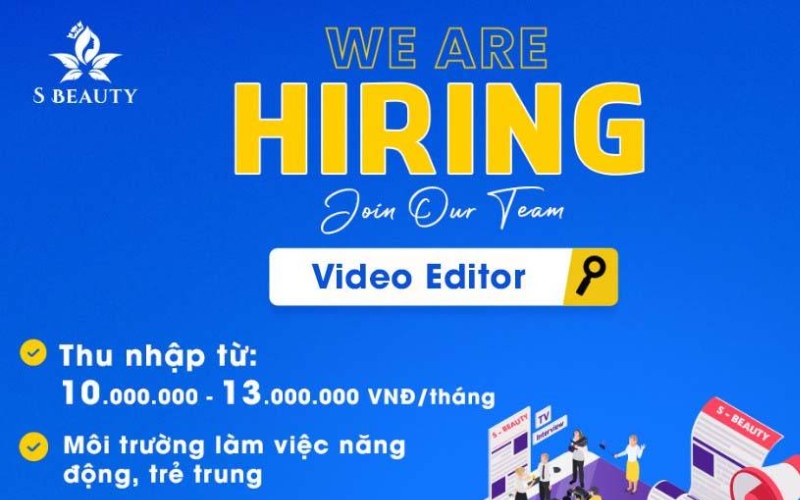 S BEAUTY
WE ARE
HIRING
Join Our Team
Video Editor
Thu nhập từ:
10.000.000 - 13.000.000 VNĐ/tháng
Môi trường làm việc năng
động, trẻ trung
S - BEAUTY
TV
Interview
S - BEAUTY